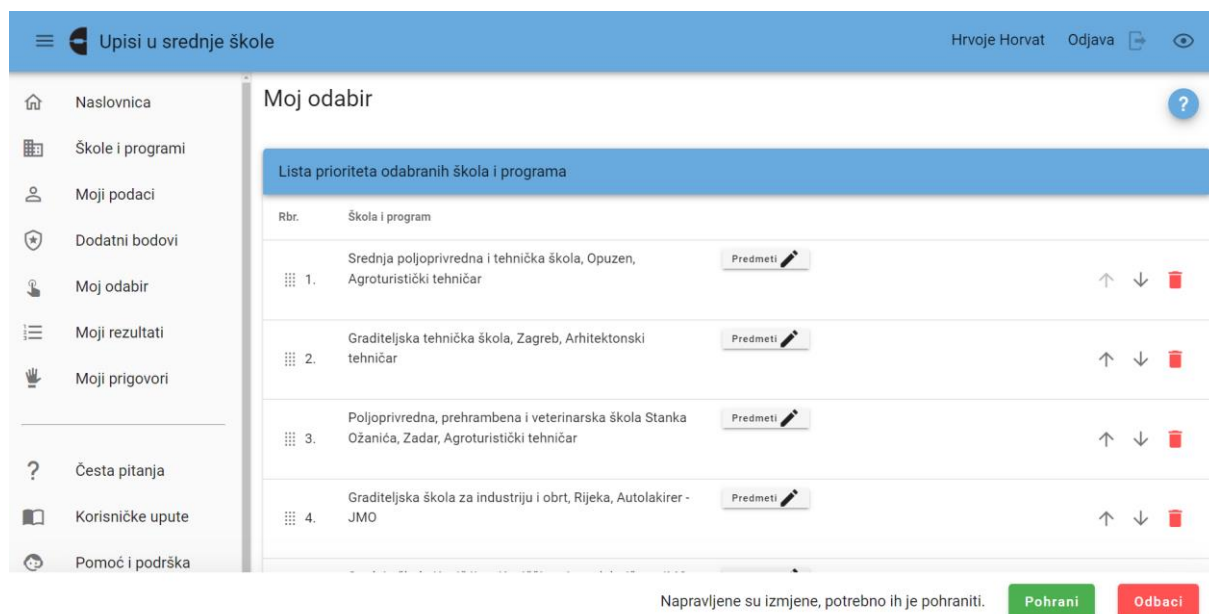 Upisi u srednje škole
Hrvoje Horvat
Odjava
Naslovnica
Škole i programi
Moji podaci
Dodatni bodovi
Moj odabir
Moji rezultati
Moji prigovori
Česta pitanja
Korisničke upute
Pomoć i podrška
Moj odabir
?
Lista prioriteta odabranih škola i programa
Rbr. Škola i program
1. Srednja poljoprivredna i tehnička škola, Opuzen,
Agroturistički tehničar
Predmeti
2. Graditeljska tehnička škola, Zagreb, Arhitektonski
tehničar
Predmeti
3. Poljoprivredna, prehrambena i veterinarska škola Stanka
Ožanića, Zadar, Agroturistički tehničar
Predmeti
4. Graditeljska škola za industriju i obrt, Rijeka, Autolakirer -
JMO
Predmeti
Napravljene su izmjene, potrebno ih je pohraniti.
Pohrani
Odbaci